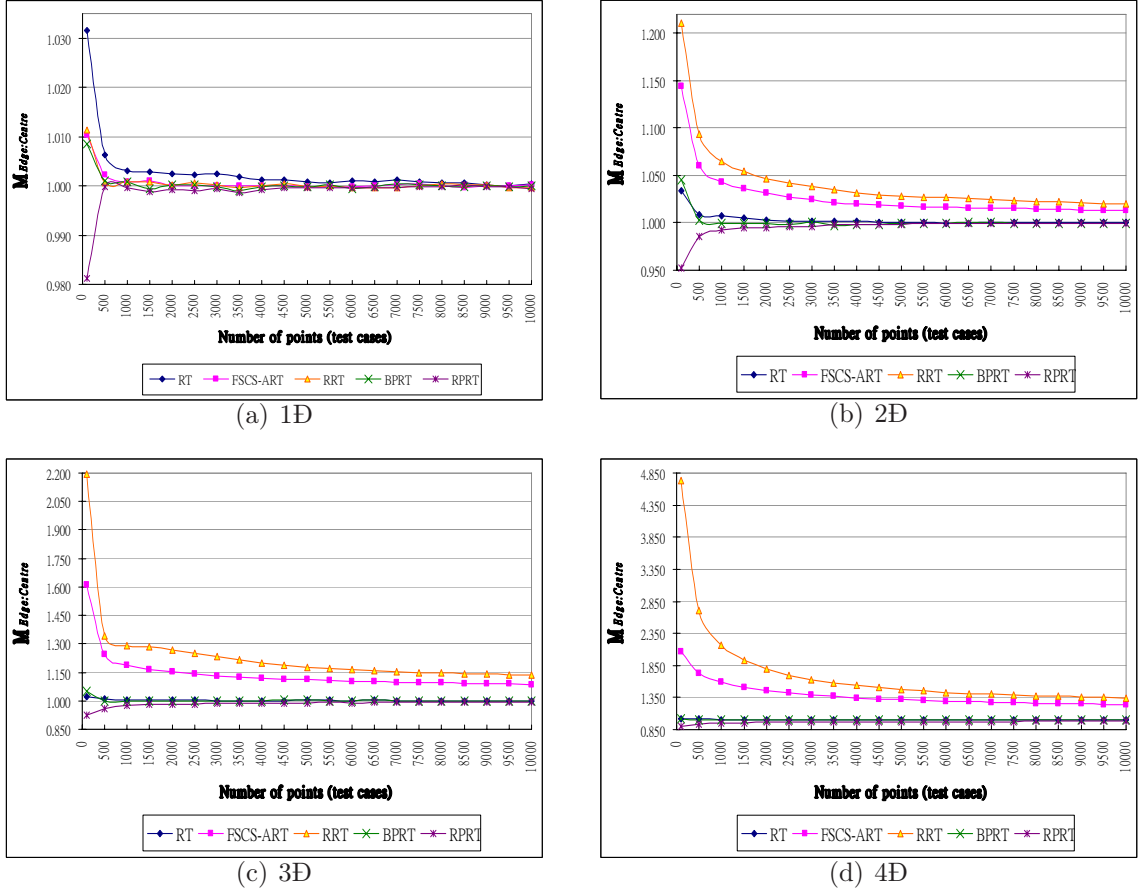 1.030
1.020
1.010
1.000
0.990
0.980
M Edge:Centre
0 500 1000 1500 2000 2500 3000 3500 4000 4500 5000 5500 6000 6500 7000 7500 8000 8500 9000 9500 10000
Number of points (test cases)
RT FSCS-ART RRT BPRT RPRT
(a) 1Đ
1.200
1.150
1.100
1.050
1.000
0.950
M Edge:Centre
0 500 1000 1500 2000 2500 3000 3500 4000 4500 5000 5500 6000 6500 7000 7500 8000 8500 9000 9500 10000
Number of points (test cases)
RT FSCS-ART RRT BPRT RPRT
(b) 2Đ
2.200
2.050
1.900
1.750
1.600
1.450
1.300
1.150
1.000
0.850
M Edge:Centre
0 500 1000 1500 2000 2500 3000 3500 4000 4500 5000 5500 6000 6500 7000 7500 8000 8500 9000 9500 10000
Number of points (test cases)
RT FSCS-ART RRT BPRT RPRT
(c) 3Đ
4.850
4.350
3.850
3.350
2.850
2.350
1.850
1.350
0.850
M Edge:Centre
0 500 1000 1500 2000 2500 3000 3500 4000 4500 5000 5500 6000 6500 7000 7500 8000 8500 9000 9500 10000
Number of points (test cases)
RT FSCS-ART RRT BPRT RPRT
(d) 4Đ